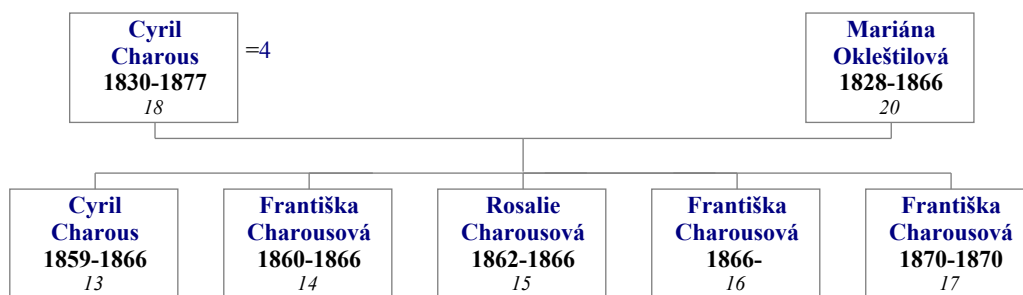 Cyril
Charous
1830-1877
18
=4
Mariána
Okleštilová
1828-1866
20
Cyril
Charous
1859-1866
13
Františka
Charousová
1860-1866
14
Rosalie
Charousová
1862-1866
15
Františka
Charousová
1866-
16
Františka
Charousová
1870-1870
17